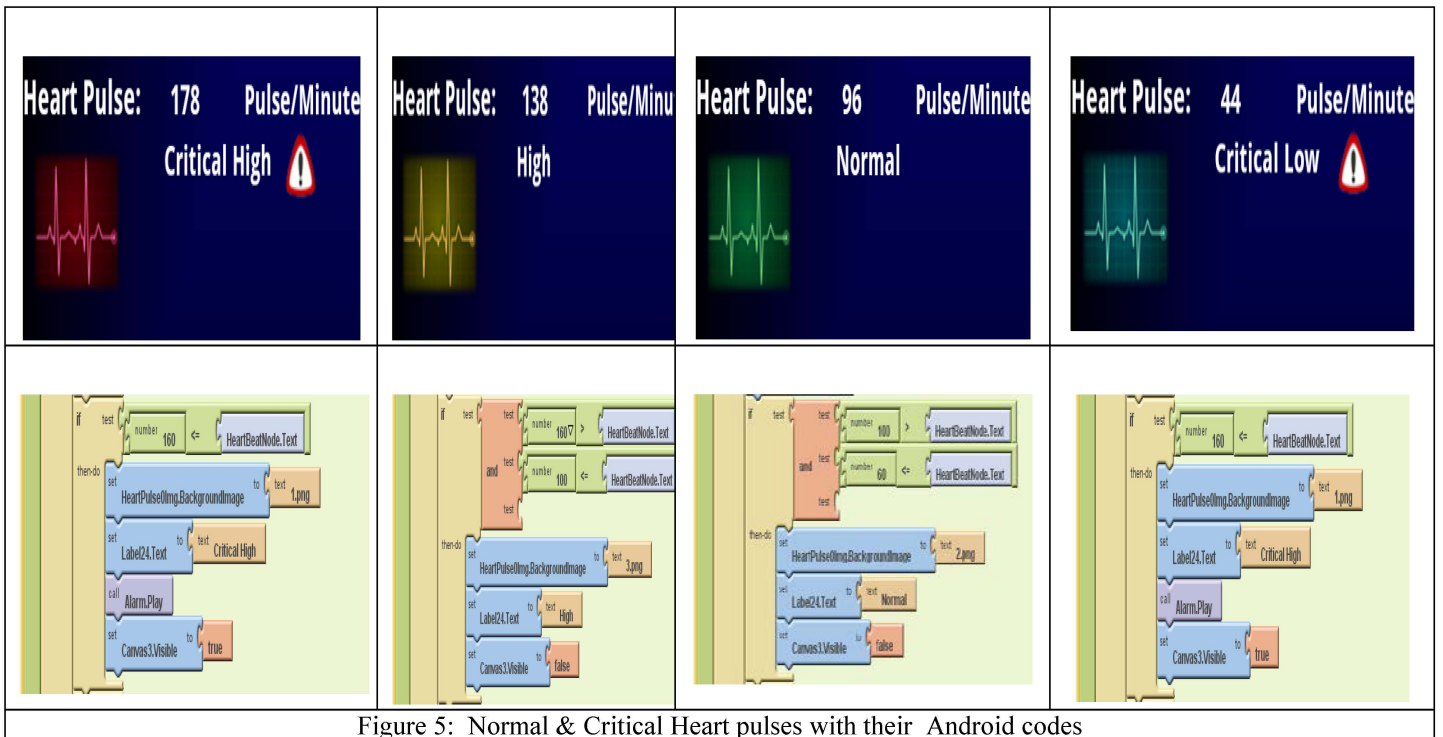 Heart Pulse: 178 Pulse/Minute
Critical High
Heart Pulse: 138 Pulse/Minu
High
Heart Pulse: 96 Pulse/Minute
Normal
Heart Pulse: 44 Pulse/Minute
Critical Low
if test number 160 <= HeartBeatNode.Text
then-do set HeartPulse0Img.BackgroundImage to text 1.png
set Label24.Text to text Critical High
call Alarm.Play
set Canvas3.Visible to true
if test and test number 160 > HeartBeatNode.Text
test number 100 <= HeartBeatNode.Text
test
then-do set HeartPulse0Img.BackgroundImage to text 3.png
set Label24.Text to text High
set Canvas3.Visible to false
if test and test number 100 > HeartBeatNode.Text
test number 60 <= HeartBeatNode.Text
test
then-do set HeartPulse0Img.BackgroundImage to text 2.png
set Label24.Text to text Normal
set Canvas3.Visible to false
if test number 160 <= HeartBeatNode.Text
then-do set HeartPulse0Img.BackgroundImage to text 1.png
set Label24.Text to text Critical High
call Alarm.Play
set Canvas3.Visible to true
Figure 5: Normal & Critical Heart pulses with their Android codes